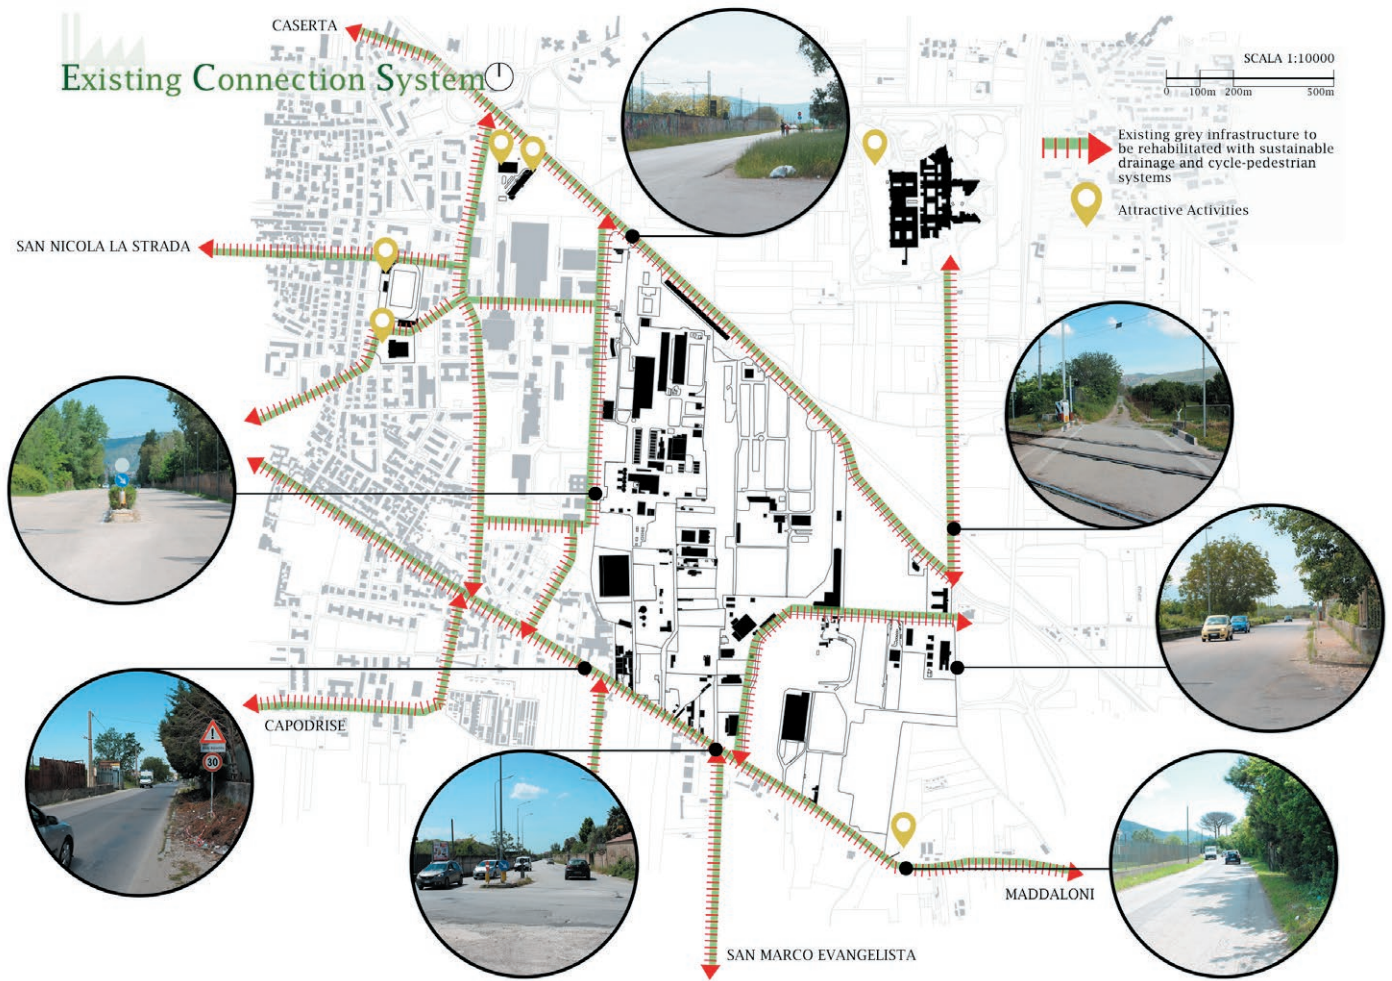 CASERTA
Existing Connection System
SCALA 1:10000
0 100m 200m 500m
Existing grey infrastructure to
be rehabilitated with sustainable
drainage and cycle-pedestrian
systems
Attractive Activities
SAN NICOLA LA STRADA
CAPODRISE
30
MADDALONI
SAN MARCO EVANGELISTA